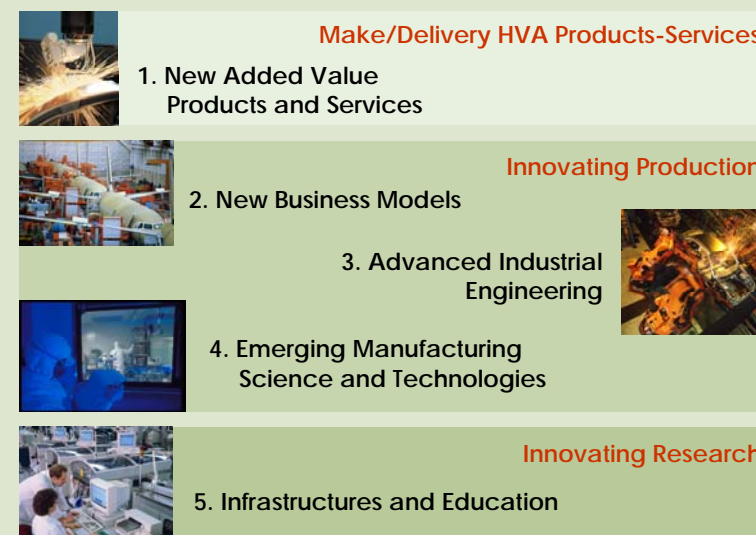 Make/Delivery HVA Products-Services
1. New Added Value
Products and Services
Innovating Production
2. New Business Models
3. Advanced Industrial
Engineering
4. Emerging Manufacturing
Science and Technologies
Innovating Research
5. Infrastructures and Education